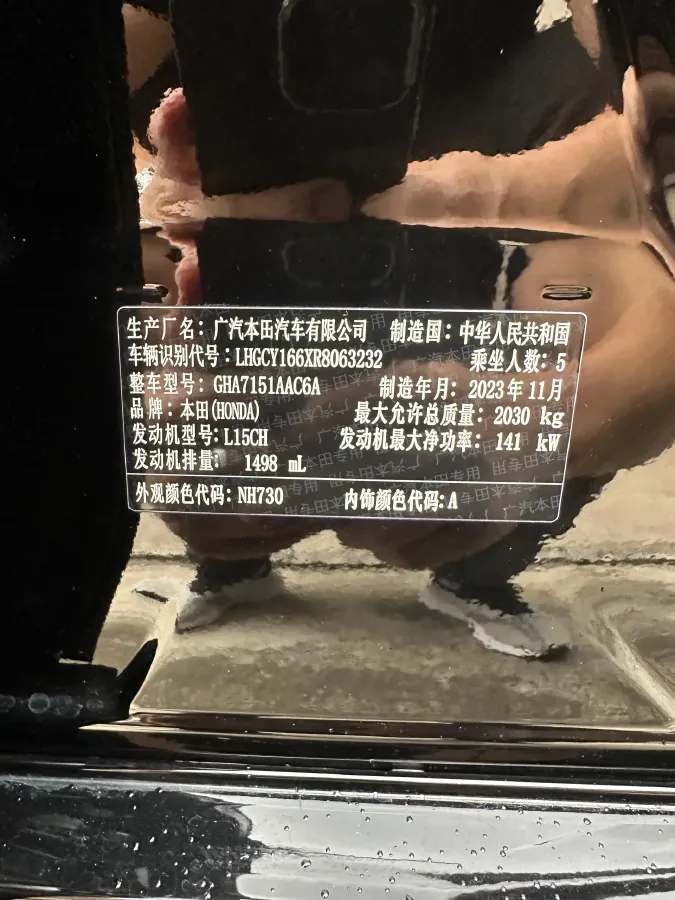 生产厂名：广汽本田汽车有限公司 制造国：中华人民共和国
车辆识别代号：LHGCY166XR8063232 乘坐人数：5
整车型号：GHA7151AAC6A 制造年月：2023年11月
品牌：本田(HONDA) 最大允许总质量：2030 kg
发动机型号：L15CH 发动机最大净功率：141 kW
发动机排量： 1498 mL
外观颜色代码：NH730 内饰颜色代码：A